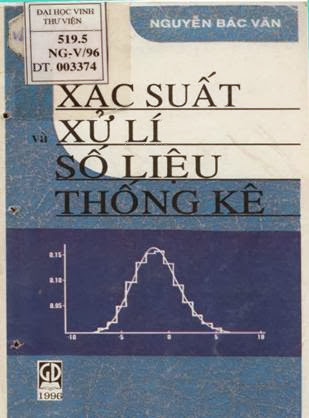 ĐẠI HỌC VINH
THƯ VIỆN
519.5
NG-V/96
DT. 003374
NGUYỄN BÁC VĂN
XÁC SUẤT
và XỬ LÍ
SỐ LIỆU
THỐNG KÊ
0.15
0.10
0.05
-10 -5 0 5 10
GD
1996